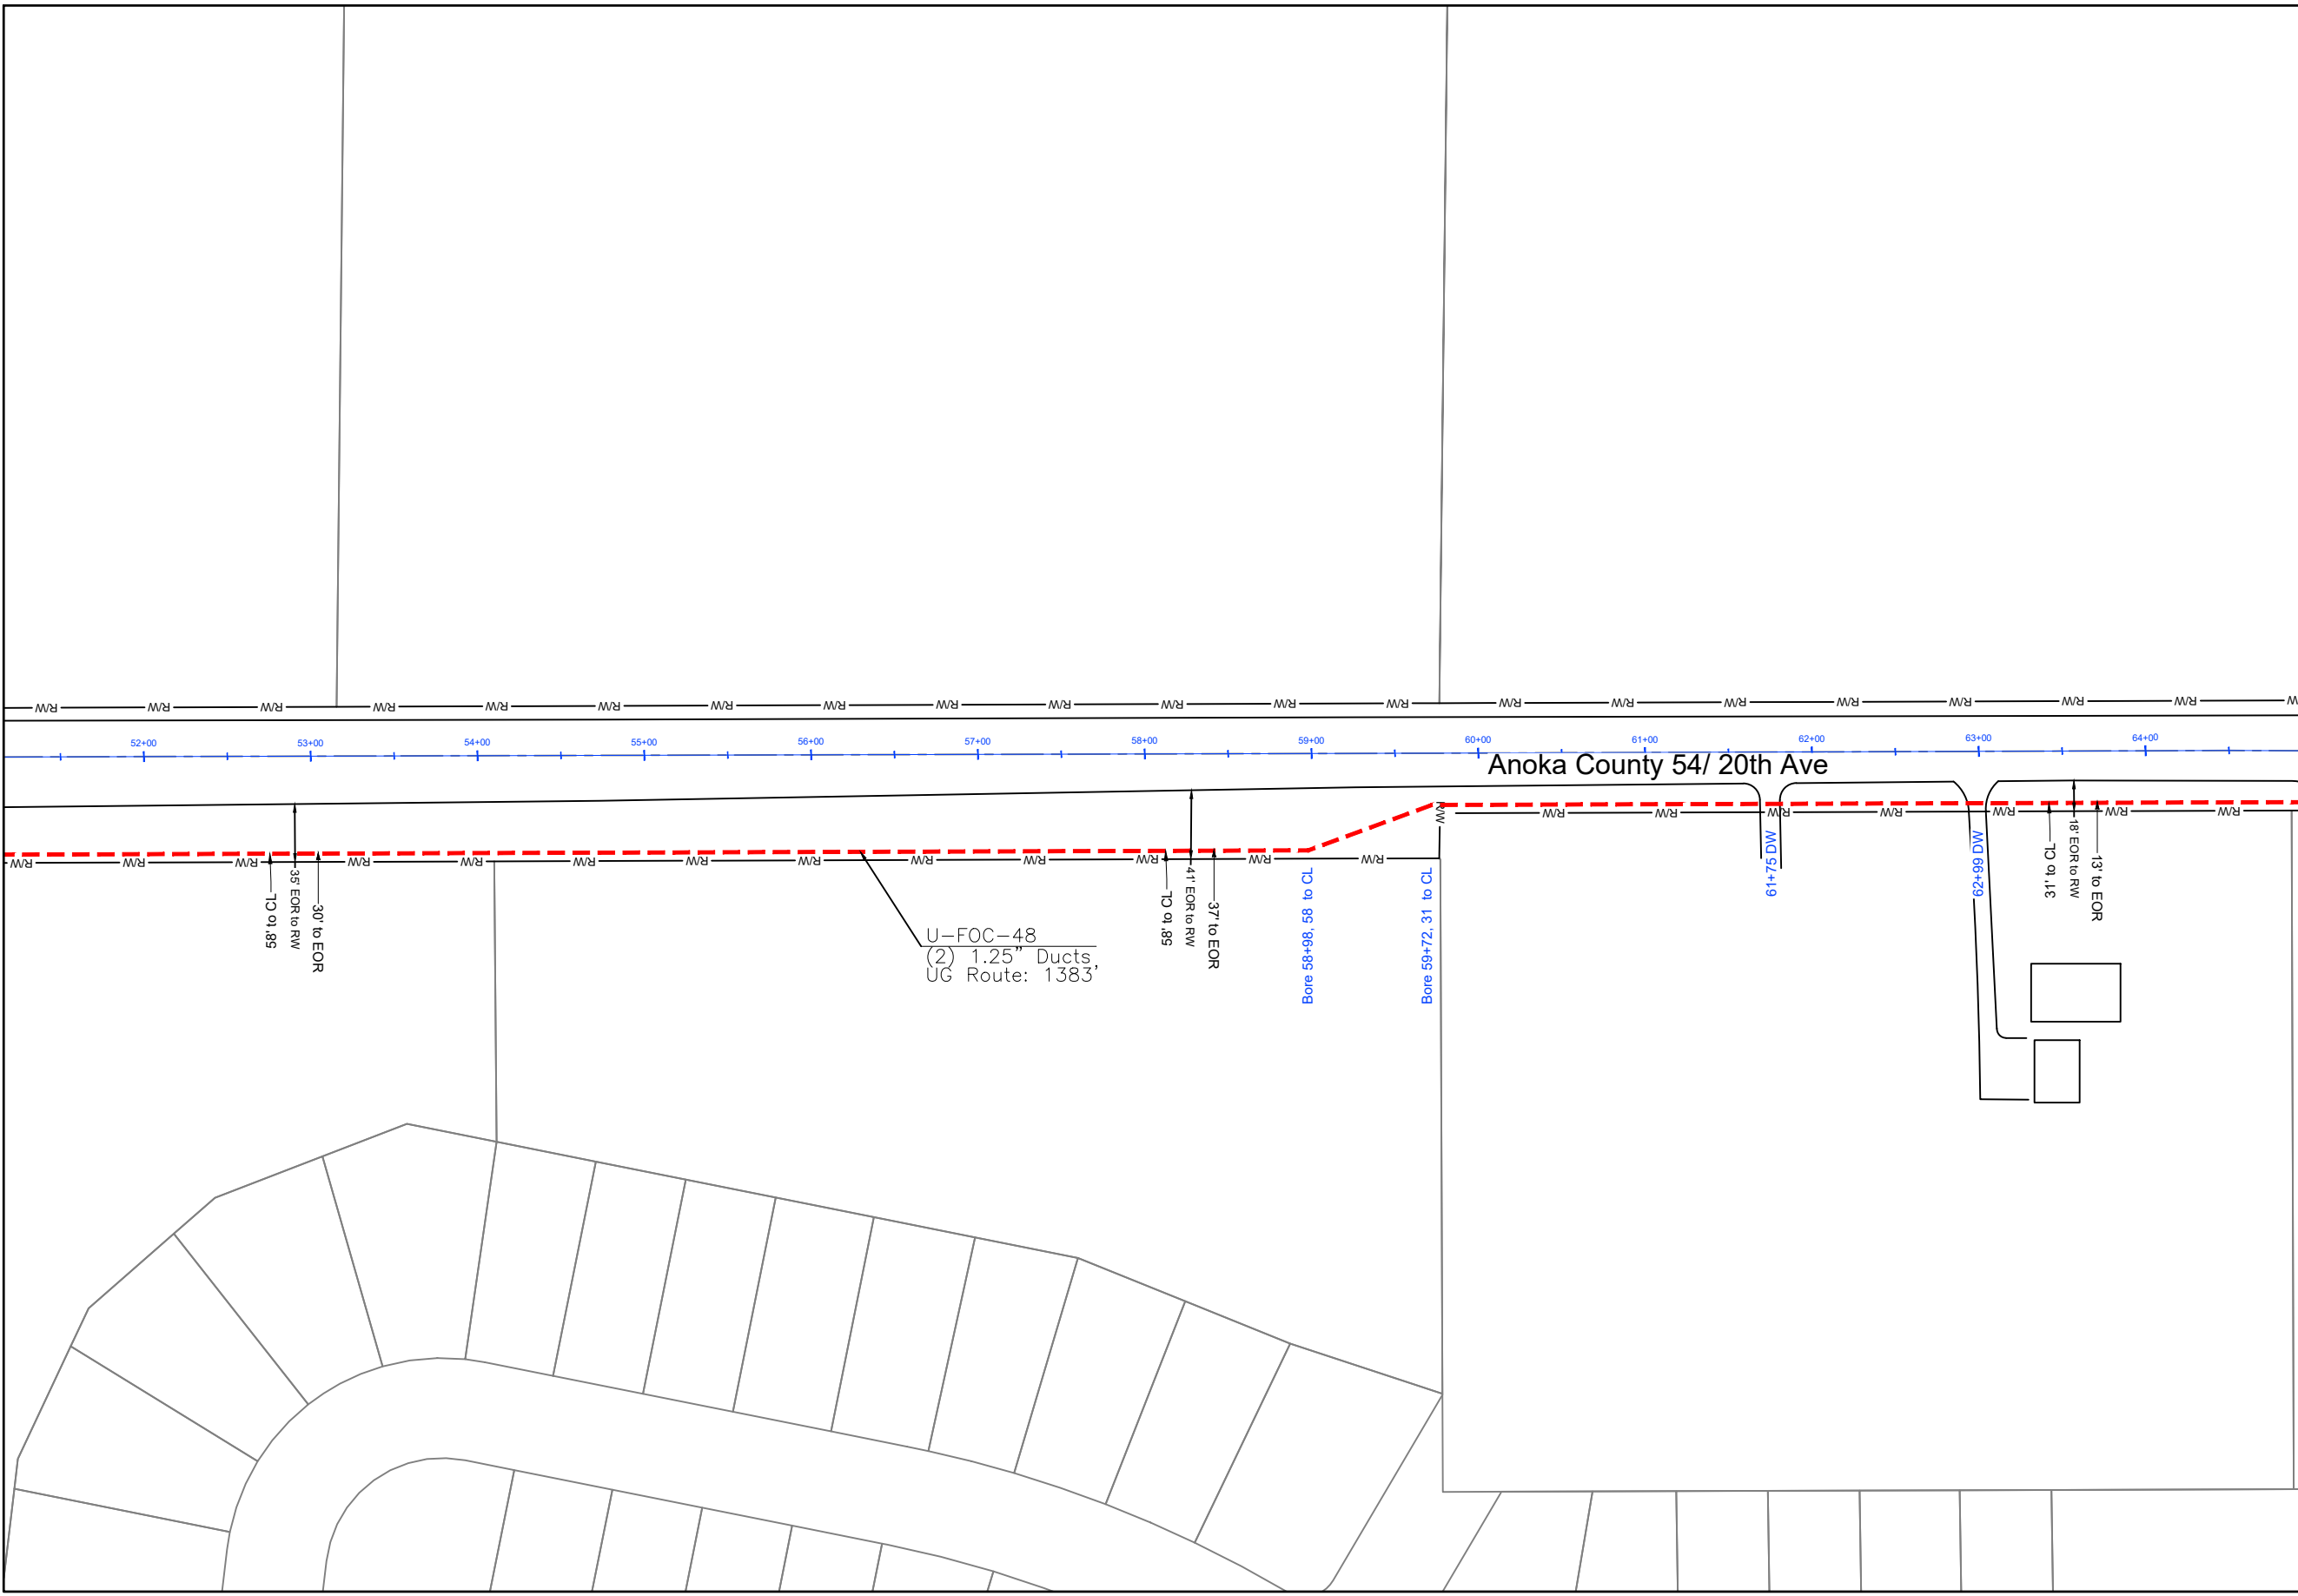 R/W R/W R/W R/W R/W R/W R/W R/W R/W R/W R/W R/W R/W R/W R/W R/W R/W R/W R/W R/W
52+00 53+00 54+00 55+00 56+00 57+00 58+00 59+00 60+00 61+00 62+00 63+00 64+00
Anoka County 54/ 20th Ave
R/W R/W R/W R/W R/W R/W R/W R/W
R/W R/W R/W R/W R/W R/W R/W R/W R/W R/W R/W R/W R/W
58' to CL
35' EOR to RW
30' to EOR
U-FOC-48
(2) 1.25" Ducts,
UG Route: 1383'
58' to CL
41' EOR to RW
37' to EOR
Bore 58+98, 58 to CL
Bore 59+72, 31 to CL
61+75 DW
62+99 DW
31' to CL
18' EOR to RW
13' to EOR